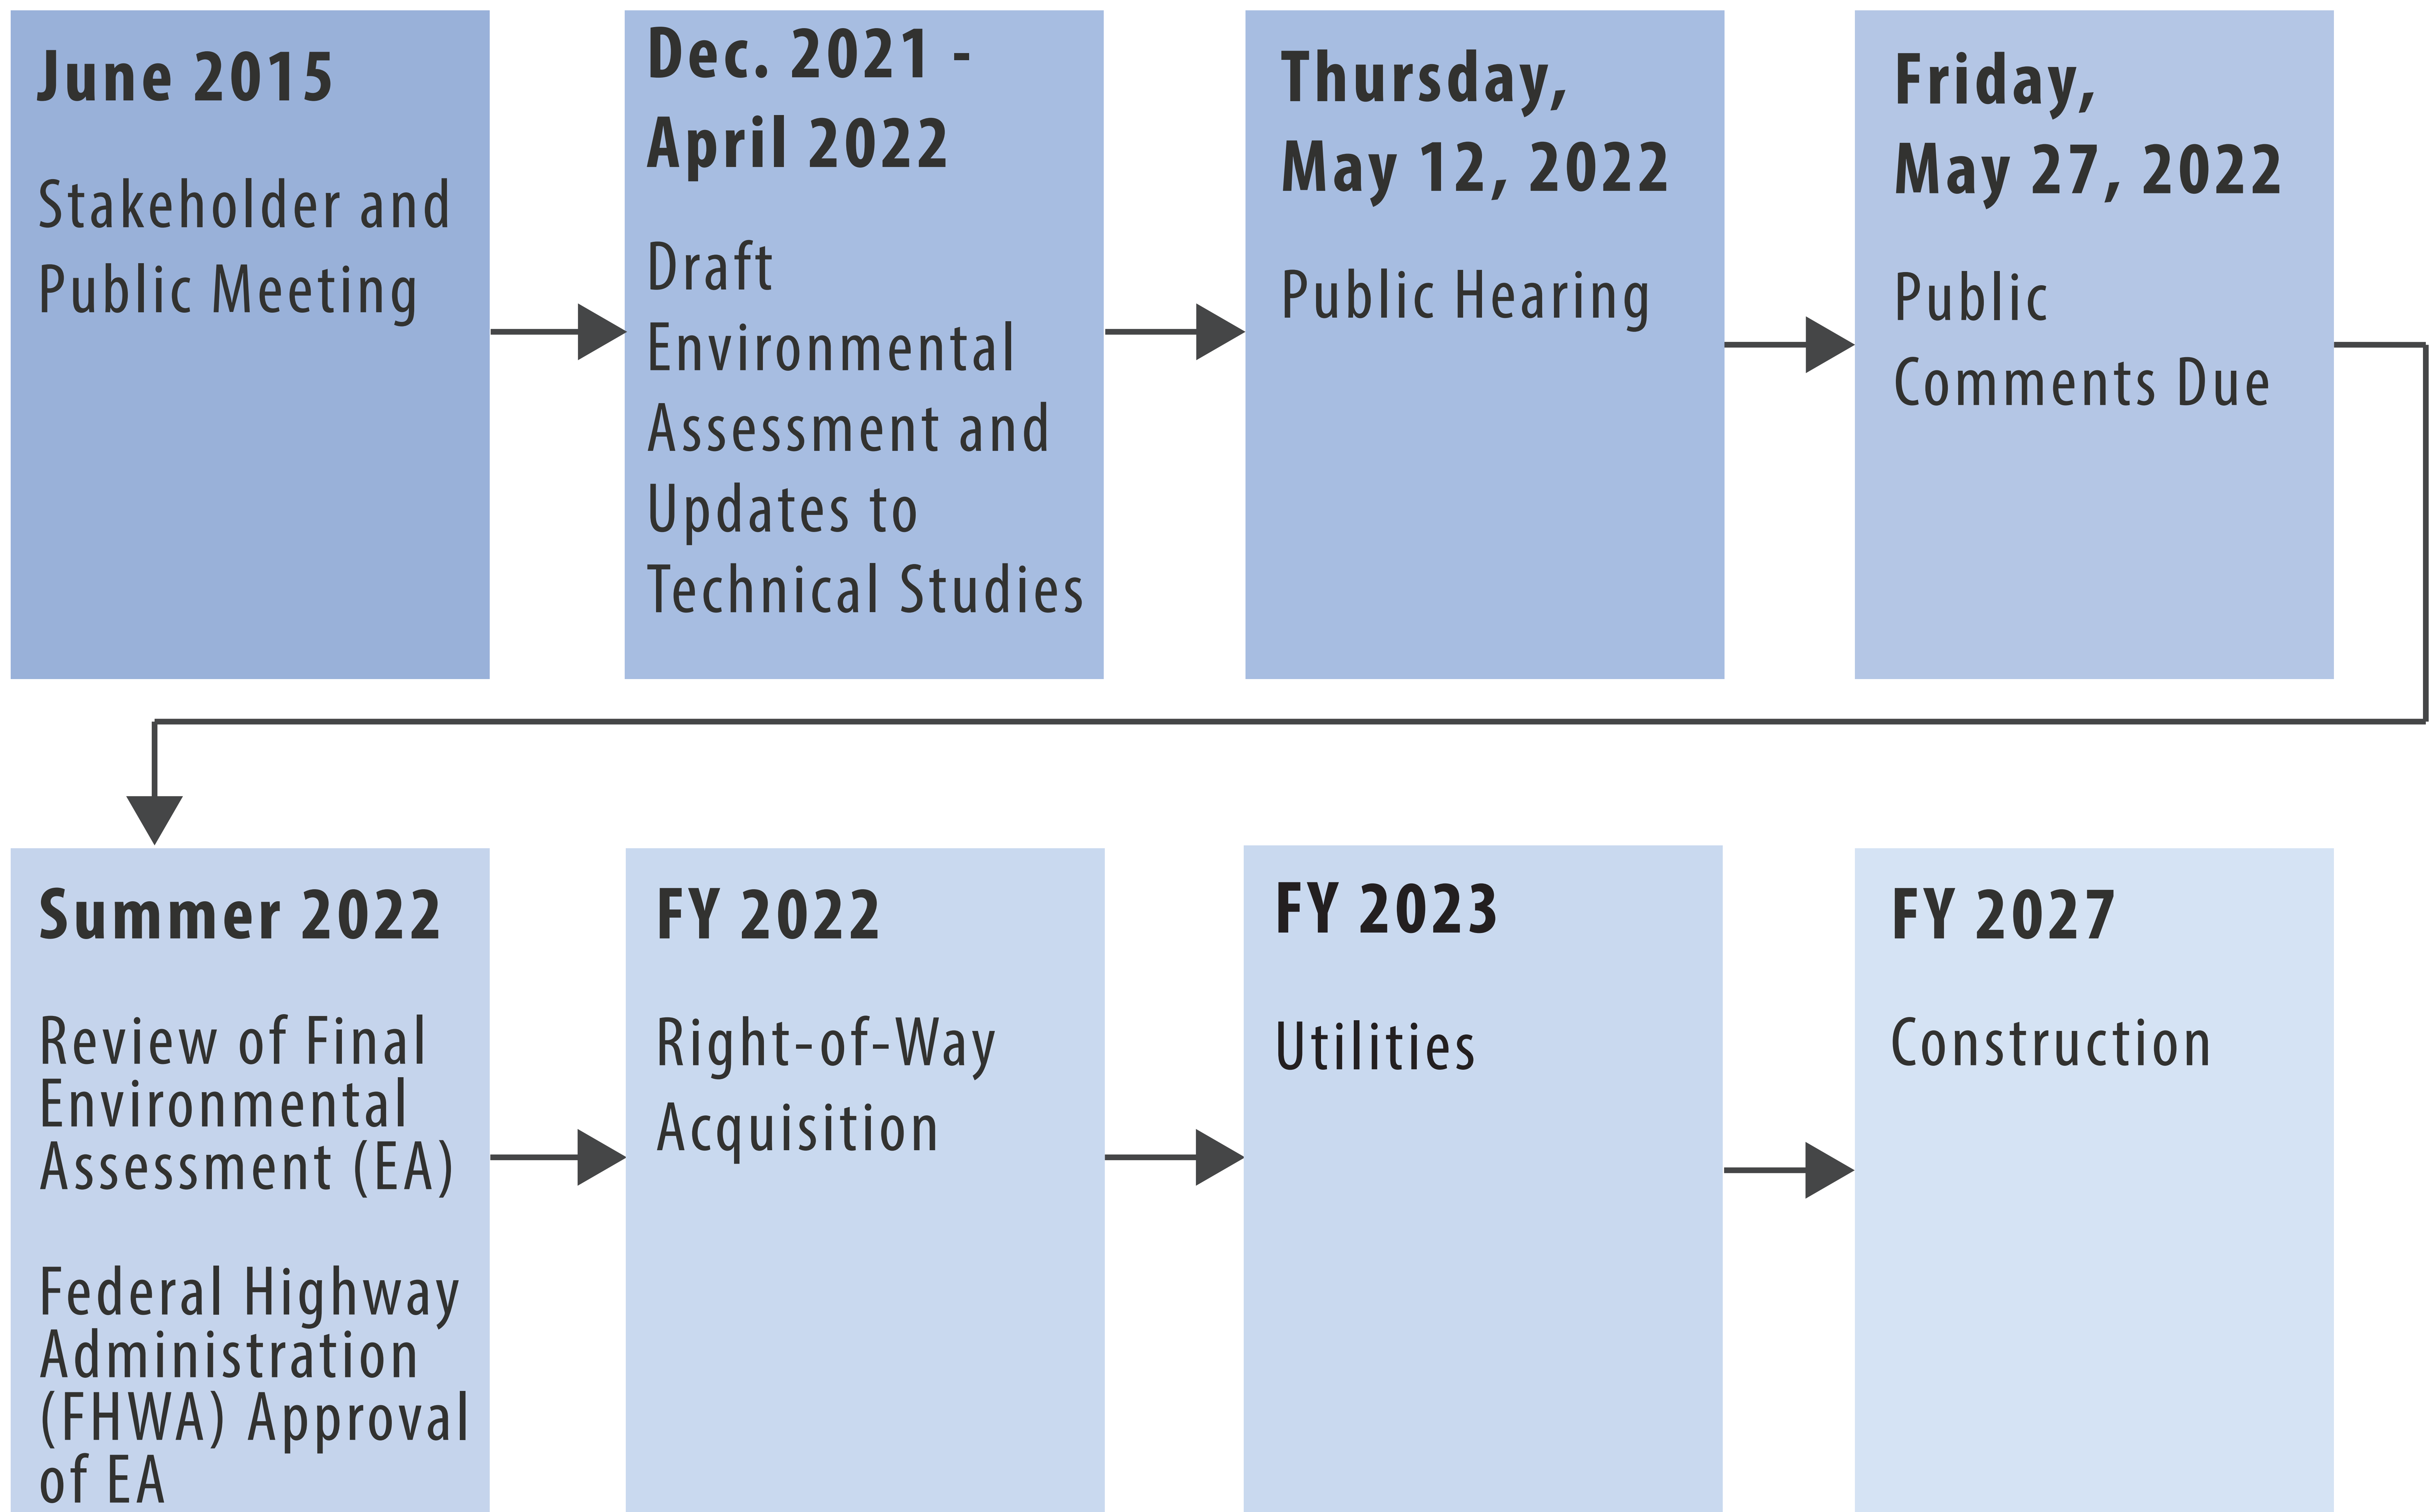 June 2015
Stakeholder and
Public Meeting
Dec. 2021 -
April 2022
Draft
Environmental
Assessment and
Updates to
Technical Studies
Thursday,
May 12, 2022
Public Hearing
Friday,
May 27, 2022
Public
Comments Due
Summer 2022
Review of Final
Environmental
Assessment (EA)
Federal Highway
Administration
(FHWA) Approval
of EA
FY 2022
Right-of-Way
Acquisition
FY 2023
Utilities
FY 2027
Construction